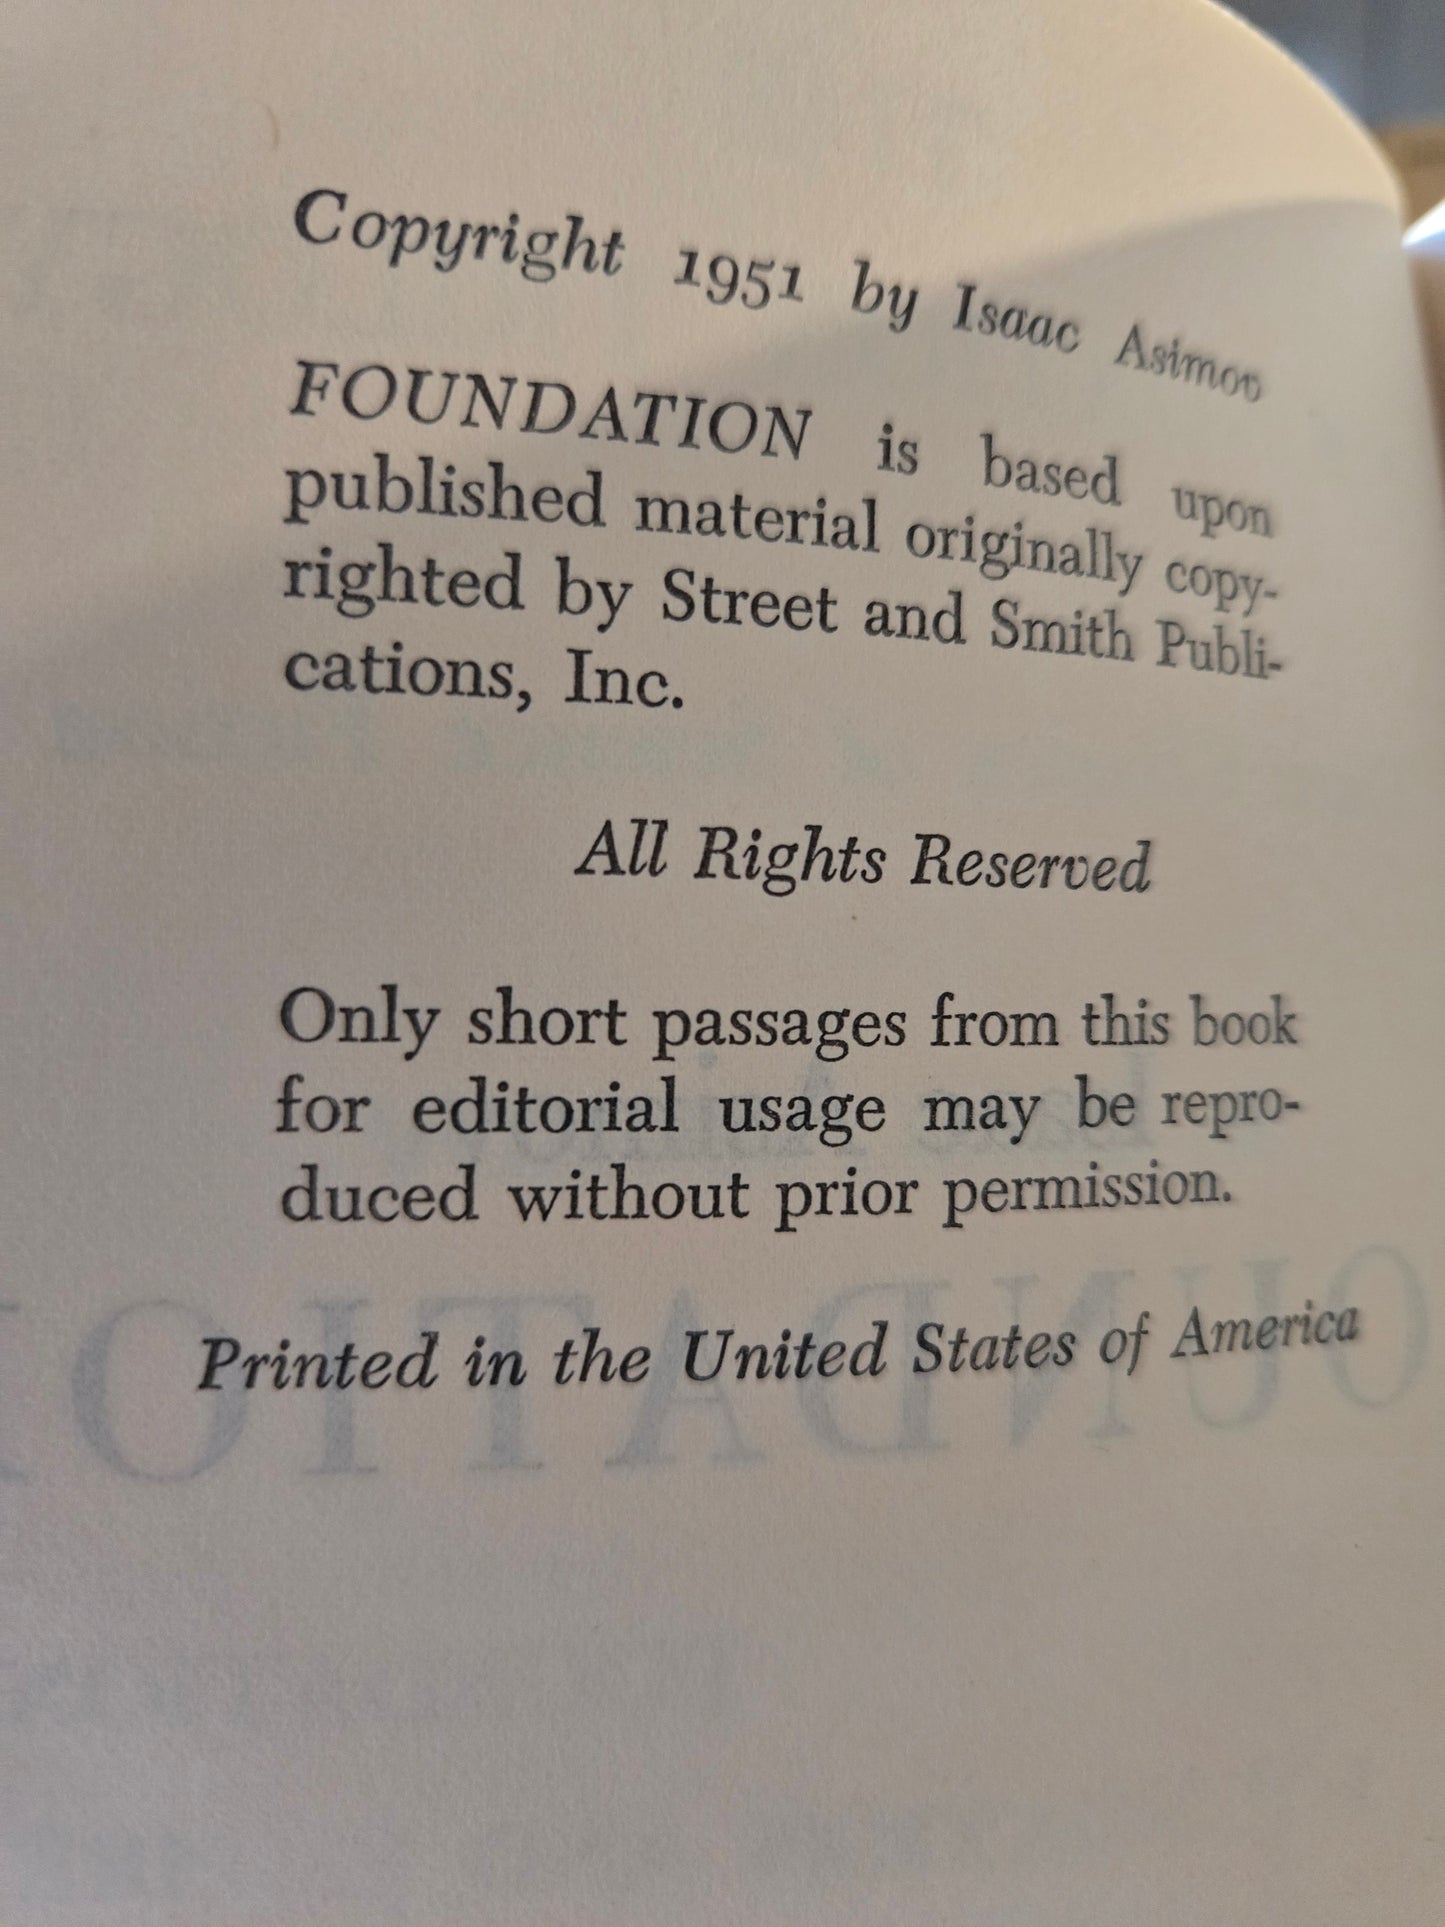 Copyright 1951 by Isaac Asimov
FOUNDATION is based upon
published material originally copy-
righted by Street and Smith Publi-
cations, Inc.
All Rights Reserved
Only short passages from this book
for editorial usage may be repro-
duced without prior permission.
Printed in the United States of America